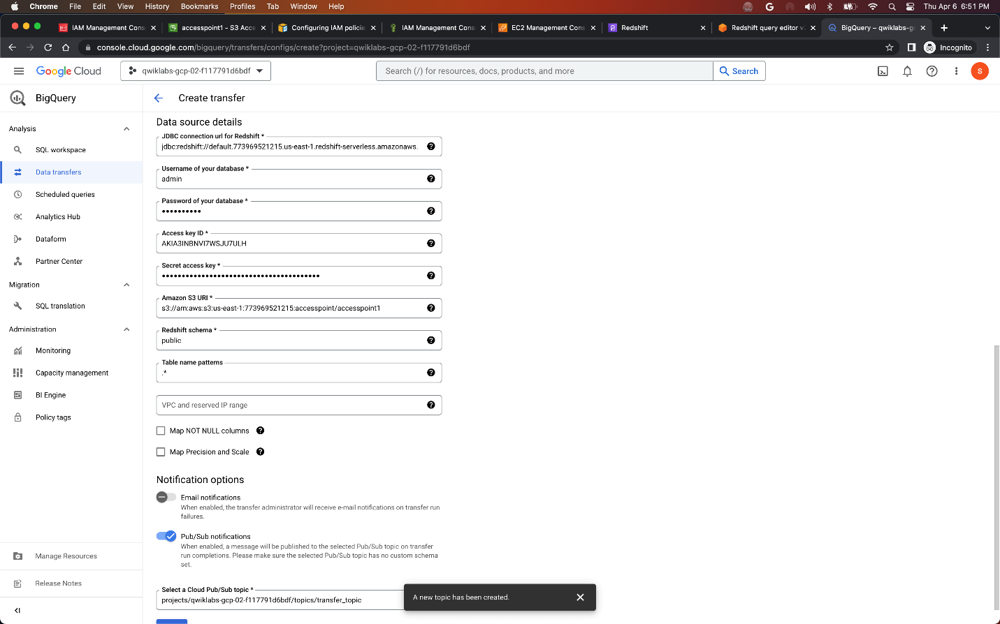 Chrome File Edit View History Bookmarks Profiles Tab Window Help Thu Apr 6 6:51 PM
IAM Management Cons accesspoint1 - S3 Acce Configuring IAM policie IAM Management Cons EC2 Management Cons Redshift Redshift query editor v BigQuery – qwiklabs-gc
console.cloud.google.com/bigquery/transfers/configs/create?project=qwiklabs-gcp-02-f117791d6bdf Incognito
Google Cloud qwiklabs-gcp-02-f117791d6bdf Search (/) for resources, docs, products, and more Search S
BigQuery
Create transfer
Analysis
SQL workspace
Data transfers
Scheduled queries
Analytics Hub
Dataform
Partner Center
Migration
SQL translation
Administration
Monitoring
Capacity management
BI Engine
Policy tags
Manage Resources
Release Notes
Data source details
JDBC connection url for Redshift *
jdbc:redshift://default.773969521215.us-east-1.redshift-serverless.amazonaws.
Username of your database *
admin
Password of your database *
••••••••••
Access key ID *
AKIA3INBNVI7WSJU7ULH
Secret access key *
••••••••••••••••••••••••••••••••••••••••
Amazon S3 URI *
s3://arn:aws:s3:us-east-1:773969521215:accesspoint/accesspoint1
Redshift schema *
public
Table name patterns
.*
VPC and reserved IP range
Map NOT NULL columns
Map Precision and Scale
Notification options
Email notifications
When enabled, the transfer administrator will receive e-mail notifications on transfer run
failures.
Pub/Sub notifications
When enabled, a message will be published to the selected Pub/Sub topic on transfer
run completions. Please make sure the selected Pub/Sub topic has no custom schema
set.
Select a Cloud Pub/Sub topic *
projects/qwiklabs-gcp-02-f117791d6bdf/topics/transfer_topic
A new topic has been created.